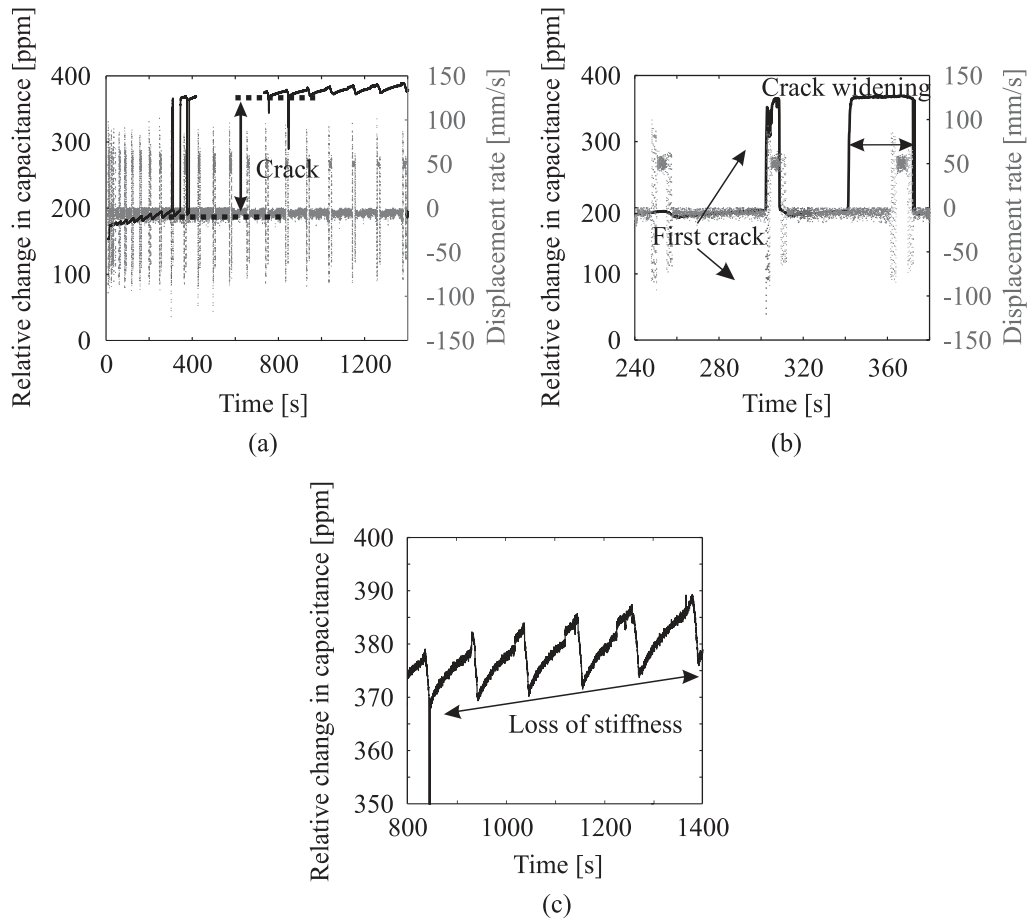 Relative change in capacitance [ppm]
400
300
200
100
0
150
100
50
0
-50
-100
-150
Displacement rate [mm/s]
Crack
0 400 800 1200
Time [s]
(a)
Relative change in capacitance [ppm]
400
300
200
100
0
150
100
50
0
-50
-100
-150
Displacement rate [mm/s]
Crack widening
First crack
240 280 320 360
Time [s]
(b)
Relative change in capacitance [ppm]
400
390
380
370
360
350
Loss of stiffness
800 1000 1200 1400
Time [s]
(c)